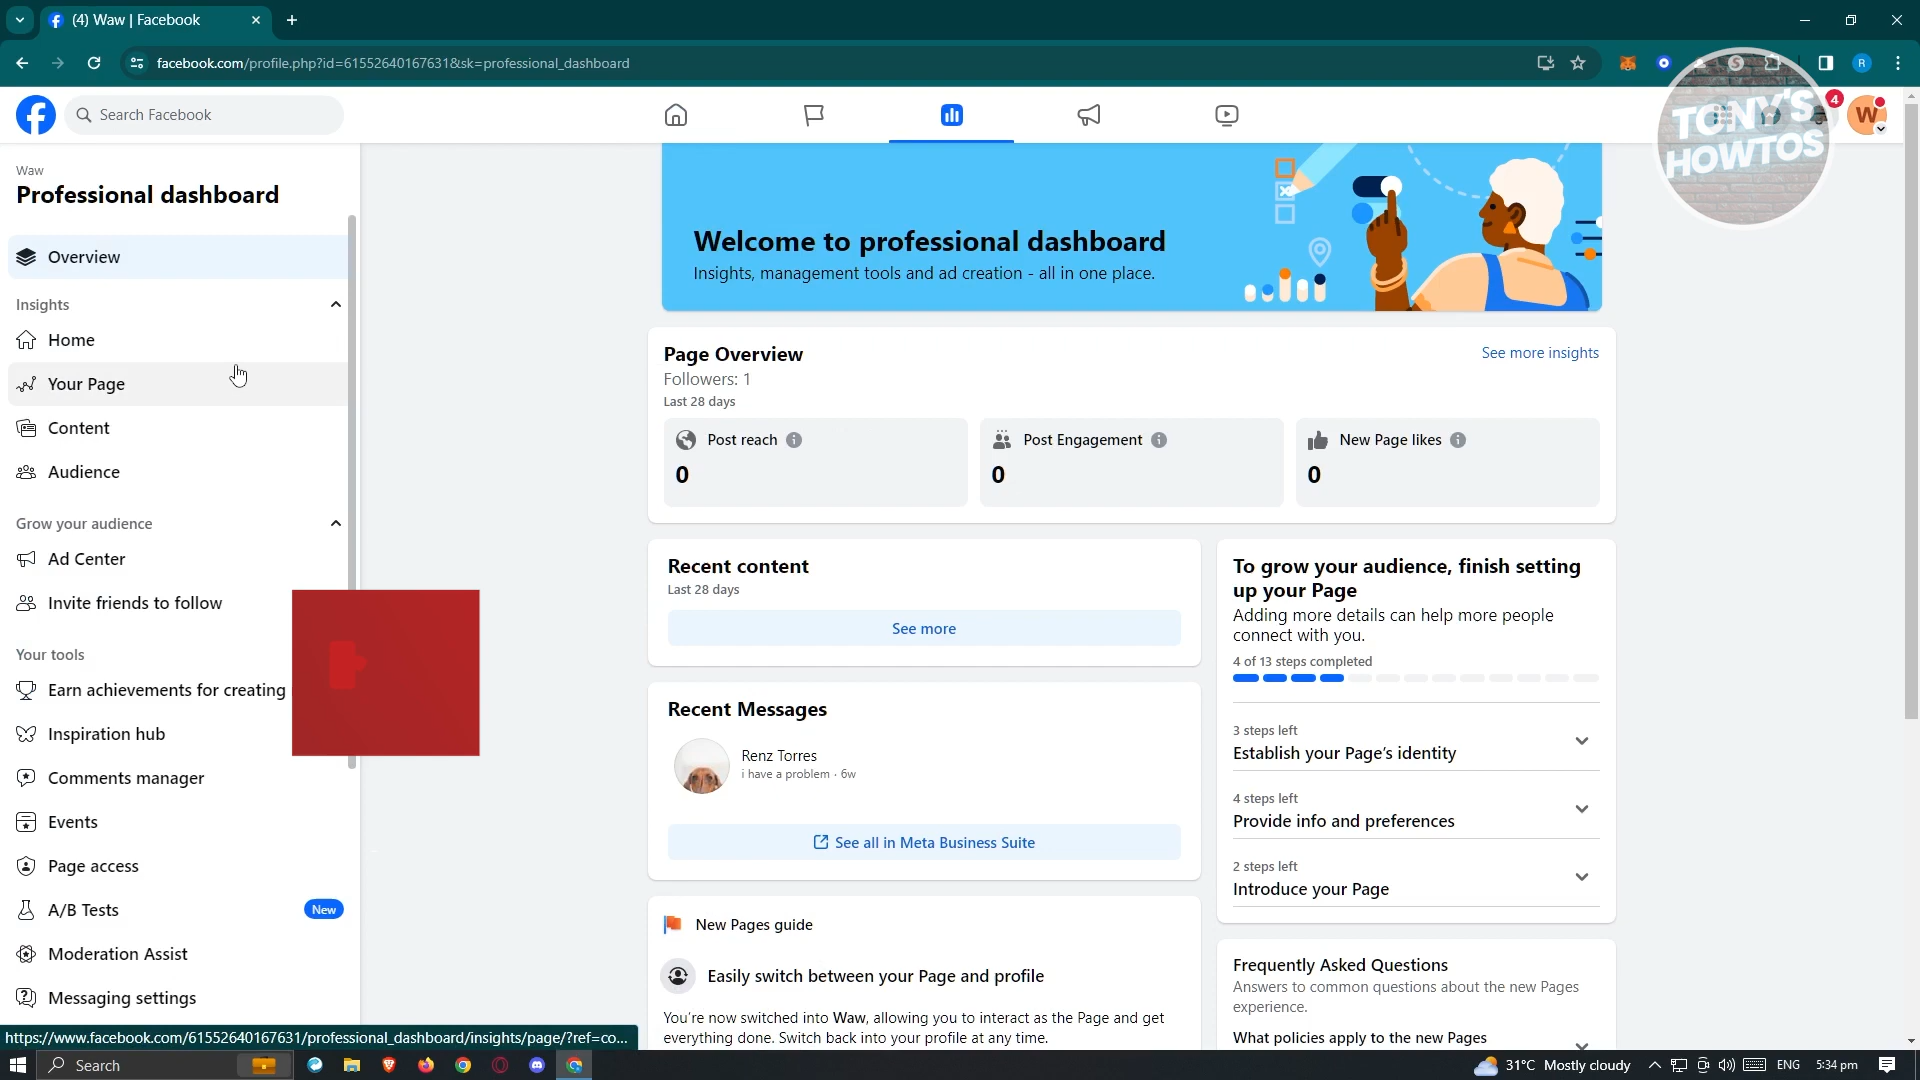 (4) Waw | Facebook
facebook.com/profile.php?id=61552640167631&sk=professional_dashboard
R
Search Facebook
4
W
TONY'S
HOWTOS
Waw
Professional dashboard
Overview
Insights
Home
Your Page
Content
Audience
Grow your audience
Ad Center
Invite friends to follow
Your tools
Earn achievements for creating
Inspiration hub
Comments manager
Events
Page access
A/B Tests
New
Moderation Assist
Messaging settings
Welcome to professional dashboard
Insights, management tools and ad creation - all in one place.
Page Overview
See more insights
Followers: 1
Last 28 days
Post reach
0
Post Engagement
0
New Page likes
0
Recent content
Last 28 days
See more
Recent Messages
Renz Torres
i have a problem · 6w
See all in Meta Business Suite
New Pages guide
Easily switch between your Page and profile
You're now switched into Waw, allowing you to interact as the Page and get
everything done. Switch back into your profile at any time.
To grow your audience, finish setting
up your Page
Adding more details can help more people
connect with you.
4 of 13 steps completed
3 steps left
Establish your Page's identity
4 steps left
Provide info and preferences
2 steps left
Introduce your Page
Frequently Asked Questions
Answers to common questions about the new Pages
experience.
What policies apply to the new Pages
https://www.facebook.com/61552640167631/professional_dashboard/insights/page/?ref=co...
Search
31°C Mostly cloudy
ENG
5:34 pm